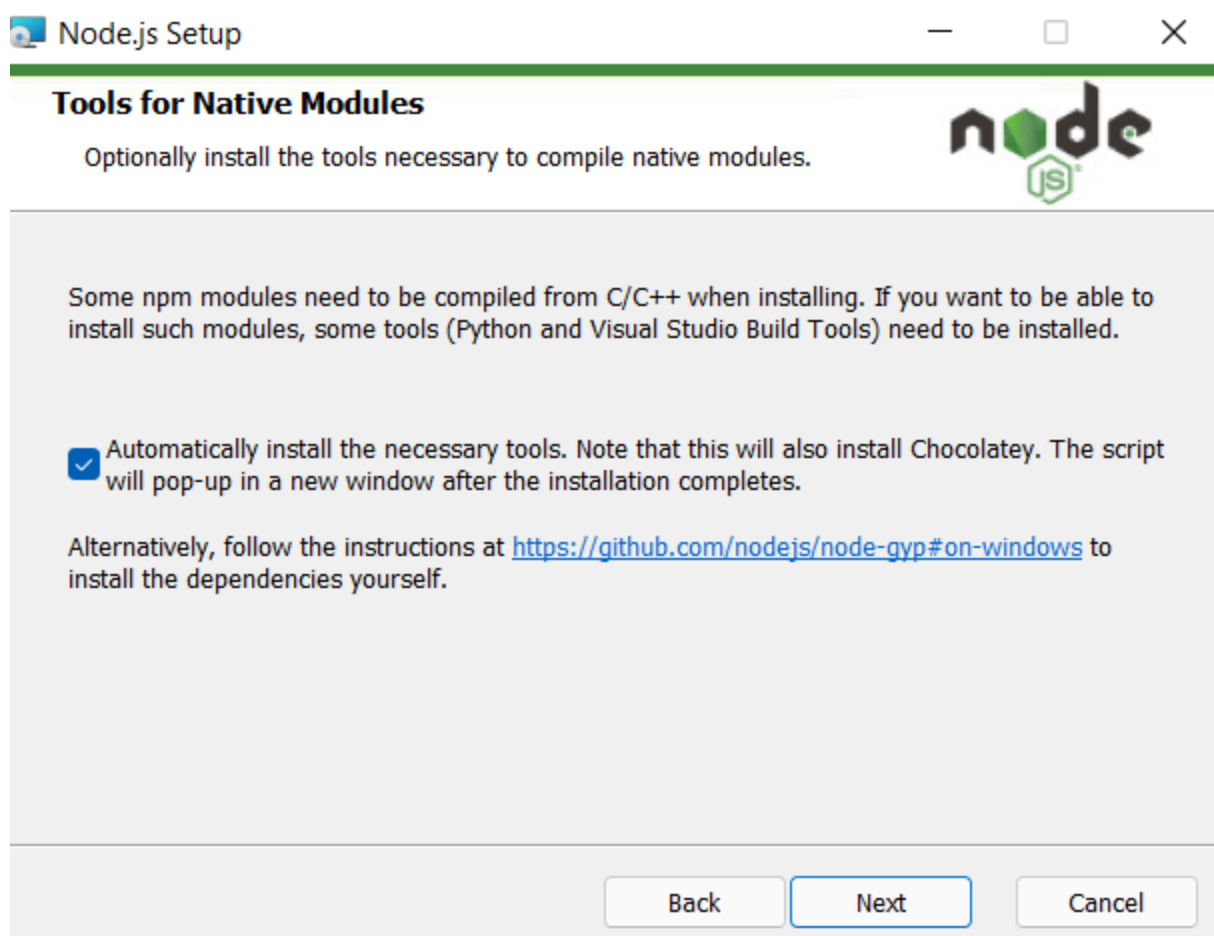 Node.js Setup
Tools for Native Modules
Optionally install the tools necessary to compile native modules.
node
JS
Some npm modules need to be compiled from C/C++ when installing. If you want to be able to
install such modules, some tools (Python and Visual Studio Build Tools) need to be installed.
Automatically install the necessary tools. Note that this will also install Chocolatey. The script
will pop-up in a new window after the installation completes.
Alternatively, follow the instructions at https://github.com/nodejs/node-gyp#on-windows to
install the dependencies yourself.
Back Next Cancel